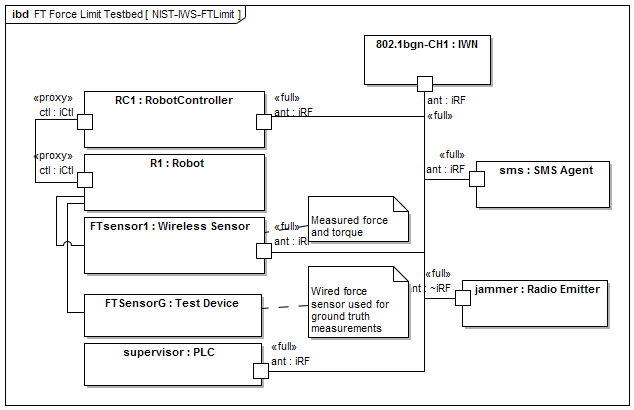 ibd FT Force Limit Testbed [ NIST-IWS-FTLimit ]
802.1bgn-CH1 : IWN
ant : iRF
«full»
«proxy»
ctl : iCtl
RC1 : RobotController
«full»
ant : iRF
«proxy»
ctl : iCtl
R1 : Robot
«full»
ant : iRF
sms : SMS Agent
FTsensor1 : Wireless Sensor
«full»
ant : iRF
Measured force
and torque
FTSensorG : Test Device
Wired force
sensor used for
ground truth
measurements
«full»
ant : ~iRF
jammer : Radio Emitter
supervisor : PLC
«full»
ant : iRF